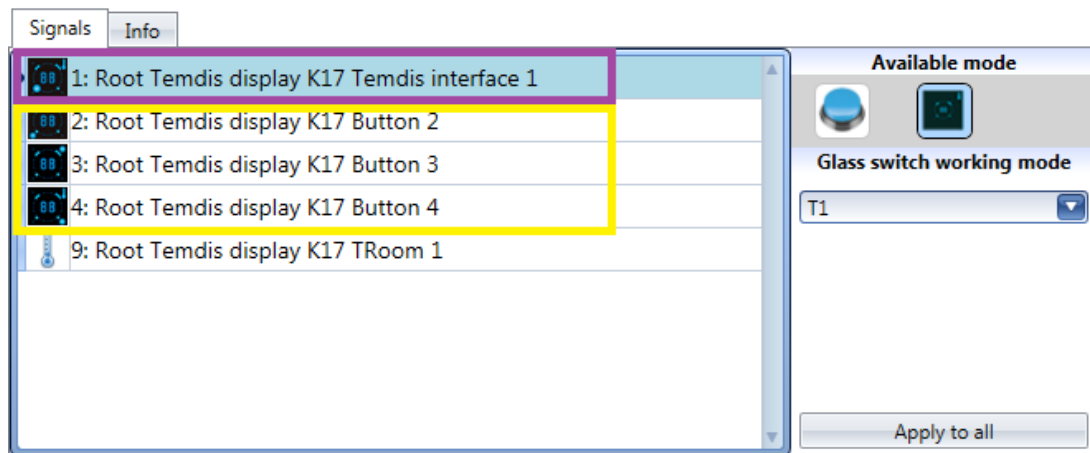 Signals
Info
1: Root Temdis display K17 Temdis interface 1
2: Root Temdis display K17 Button 2
3: Root Temdis display K17 Button 3
4: Root Temdis display K17 Button 4
9: Root Temdis display K17 TRoom 1
Available mode
Glass switch working mode
T1
Apply to all